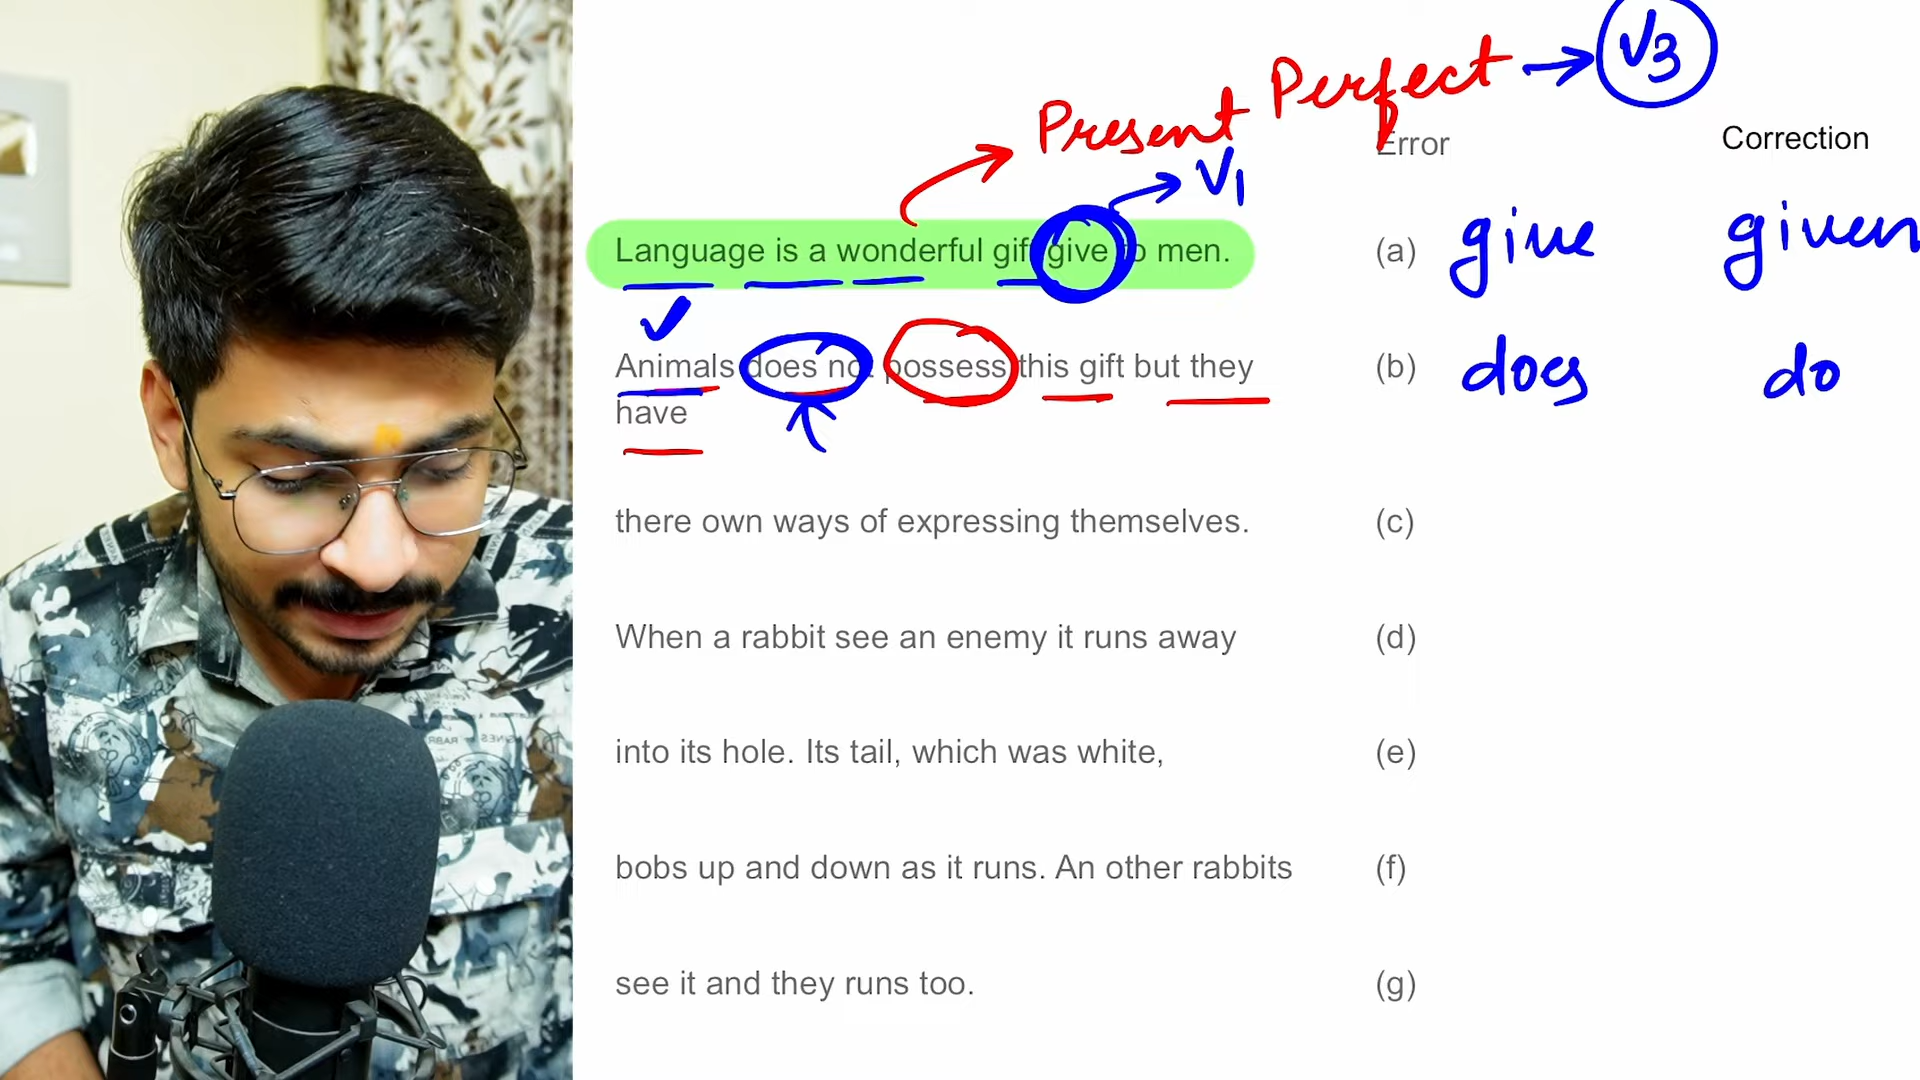 Present Perfect → V3
Error Correction
V1
Language is a wonderful gift give to men. (a) give given
Animals does not possess this gift but they (b) does do
have
there own ways of expressing themselves. (c)
When a rabbit see an enemy it runs away (d)
into its hole. Its tail, which was white, (e)
bobs up and down as it runs. An other rabbits (f)
see it and they runs too. (g)